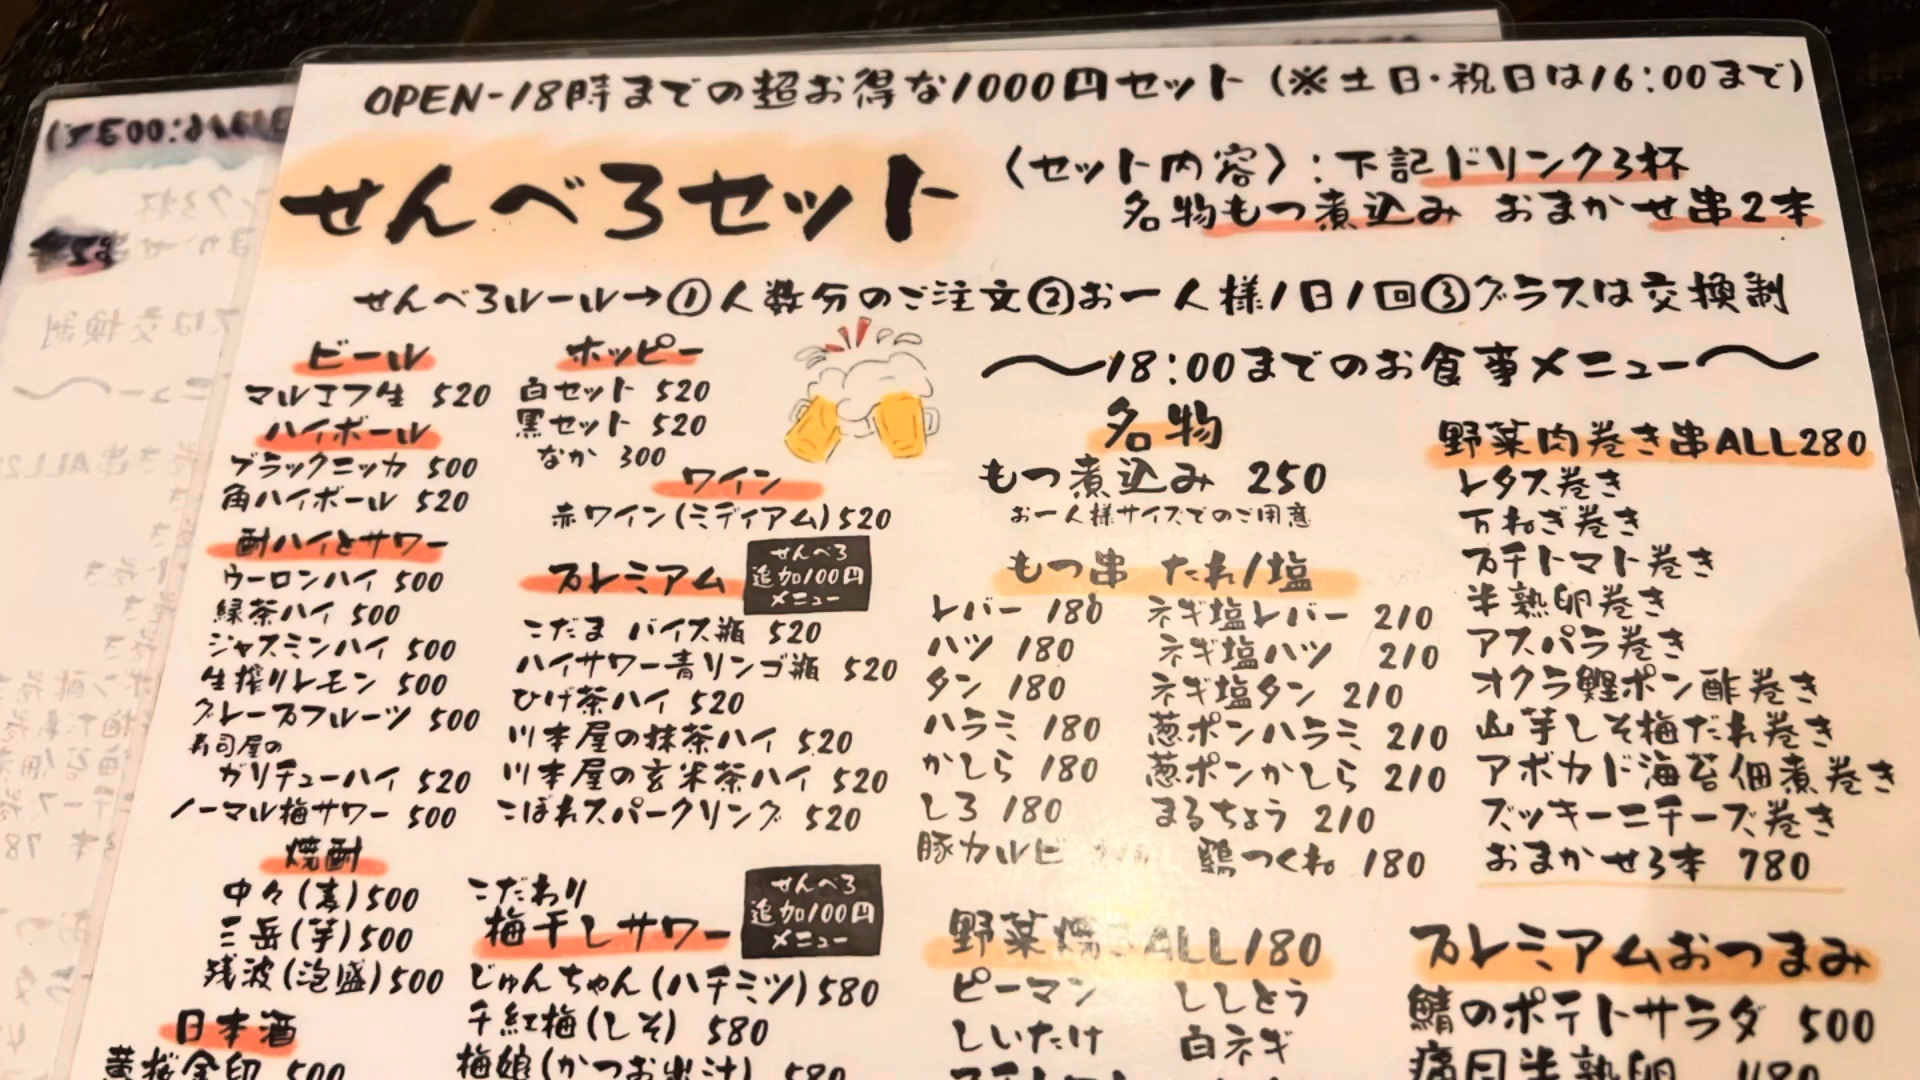 OPEN-18時までの超お得な1000円セット(※土日・祝日は16:00まで)
せんべろセット
〈セット内容〉:下記ドリンク3杯
名物もつ煮込み おまかせ串2本
せんべろルール→①人数分のご注文②お一人様1日1回③グラスは交換制
ビール
マルエフ生 520
ハイボール
ブラックニッカ 500
角ハイボール 520
酎ハイとサワー
ウーロンハイ 500
緑茶ハイ 500
ジャスミンハイ 500
生搾りレモン 500
グレープフルーツ 500
寿司屋の
ガリチューハイ 520
ノーマル梅サワー 500
焼酎
中々(麦)500
三岳(芋)500
残波(泡盛)500
日本酒
黄桜金印 500
ホッピー
白セット 520
黒セット 520
なか 300
ワイン
赤ワイン(ミディアム)520
プレミアム
せんべろ
追加100円
メニュー
こだま バイス瓶 520
ハイサワー青リンゴ瓶 520
ひげ茶ハイ 520
川本屋の抹茶ハイ 520
川本屋の玄米茶ハイ 520
こぼれスパークリング 520
こだわり
梅干しサワー
せんべろ
追加100円
メニュー
じゅんちゃん(ハチミツ)580
千紅梅(しそ) 580
梅娘(かつお出汁) 580
〜18:00までのお食事メニュー〜
名物
もつ煮込み 250
お一人様サイズでのご用意
もつ串 たれ/塩
レバー 180
ハツ 180
タン 180
ハラミ 180
かしら 180
しろ 180
豚カルビ
ネギ塩レバー 210
ネギ塩ハツ 210
ネギ塩タン 210
葱ポンハラミ 210
葱ポンかしら 210
まるちょう 210
鶏つくね 180
野菜焼きALL180
ピーマン
ししとう
しいたけ
白ネギ
野菜肉巻き串ALL280
レタス巻き
万ねぎ巻き
プチトマト巻き
半熟卵巻き
アスパラ巻き
オクラ鰹ポン酢巻き
山芋しそ梅だれ巻き
アボカド海苔佃煮巻き
ズッキーニチーズ巻き
おまかせ3本 780
プレミアムおつまみ
鯖のポテトサラダ 500
痛風半熟卵 480